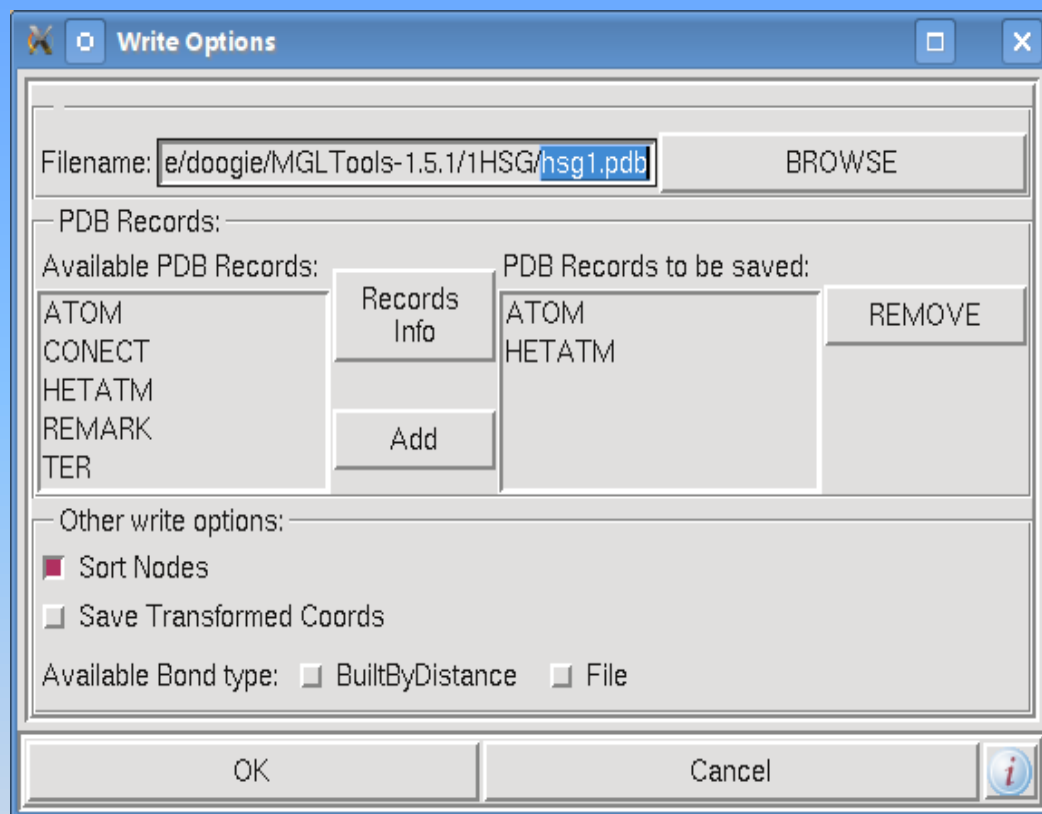 Write Options
Filename: e/doogie/MGLTools-1.5.1/1HSG/hsg1.pdb BROWSE
PDB Records:
Available PDB Records:
ATOM
CONECT
HETATM
REMARK
TER
Records
Info
Add
PDB Records to be saved:
ATOM
HETATM
REMOVE
Other write options:
Sort Nodes
Save Transformed Coords
Available Bond type: BuiltByDistance File
OK Cancel i